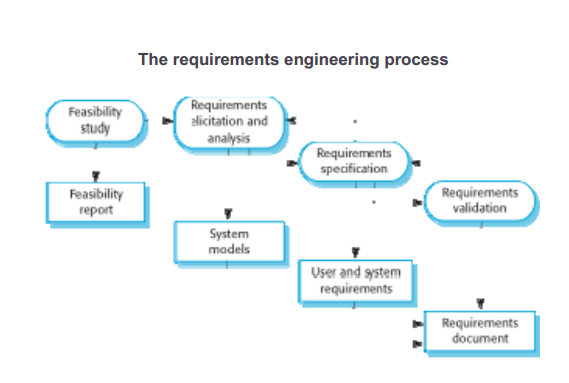 The requirements engineering process
Feasibility
study
Requirements
elicitation and
analysis
Requirements
specification
Requirements
validation
Feasibility
report
System
models
User and system
requirements
Requirements
document